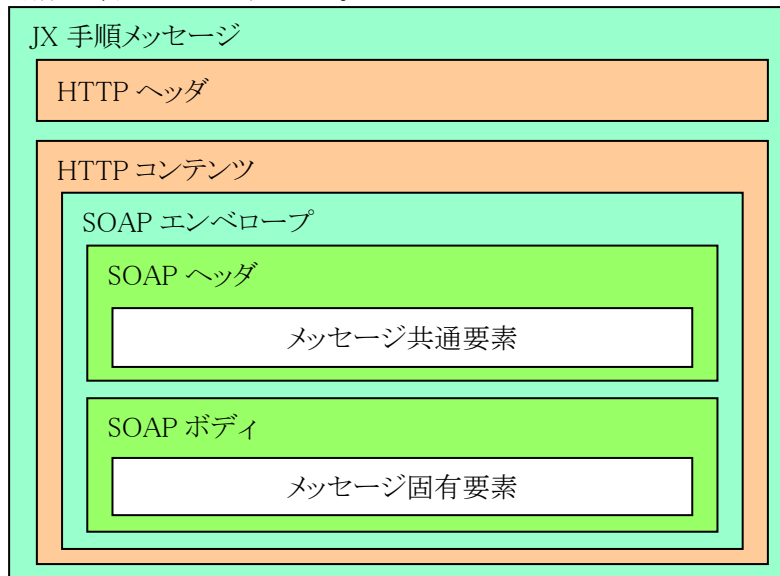 JX 手順メッセージ
HTTP ヘッダ
HTTP コンテンツ
SOAP エンベロープ
SOAP ヘッダ
メッセージ共通要素
SOAP ボディ
メッセージ固有要素